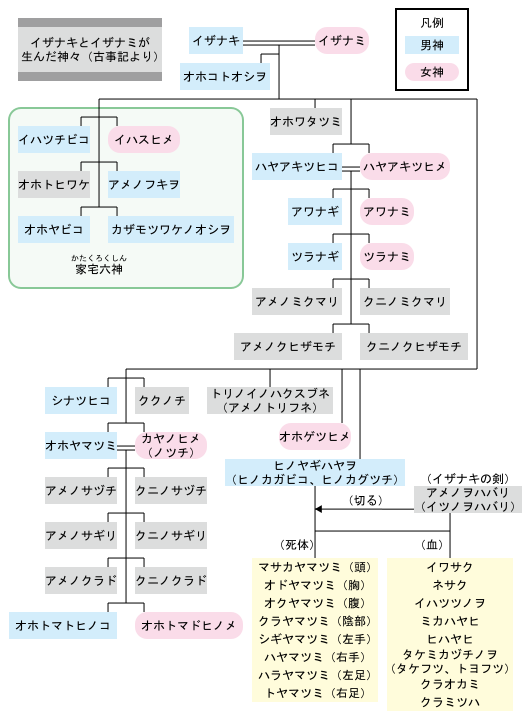 イザナキとイザナミが
生んだ神々（古事記より）
イザナキ
イザナミ
凡例
男神
女神
オホコトオシヲ
イハツチビコ
イハスヒメ
オホトヒワケ
アメノフキヲ
オホヤビコ
カザモツワケノオシヲ
かたくろくしん
家宅六神
オホワタツミ
ハヤアキツヒコ
ハヤアキツヒメ
アワナギ
アワナミ
ツラナギ
ツラナミ
アメノミクマリ
クニノミクマリ
アメノクヒザモチ
クニノクヒザモチ
シナツヒコ
ククノチ
オホヤマツミ
カヤノヒメ
（ノツチ）
アメノサヅチ
クニノサヅチ
アメノサギリ
クニノサギリ
アメノクラド
クニノクラド
オホトマトヒノコ
オホトマドヒノメ
トリノイノハクスブネ
（アメノトリフネ）
オホゲツヒメ
ヒノヤギハヤヲ
（ヒノカガビコ、ヒノカグツチ）
（イザナキの剣）
アメノヲハバリ
（イツノヲハバリ）
（切る）
（死体）
（血）
マサカヤマツミ（頭）
オドヤマツミ（胸）
オクヤマツミ（腹）
クラヤマツミ（陰部）
シギヤマツミ（左手）
ハヤマツミ（右手）
ハラヤマツミ（左足）
トヤマツミ（右足）
イワサク
ネサク
イハツツノヲ
ミカハヤヒ
ヒハヤヒ
タケミカヅチノヲ
（タケフツ、トヨフツ）
クラオカミ
クラミツハ